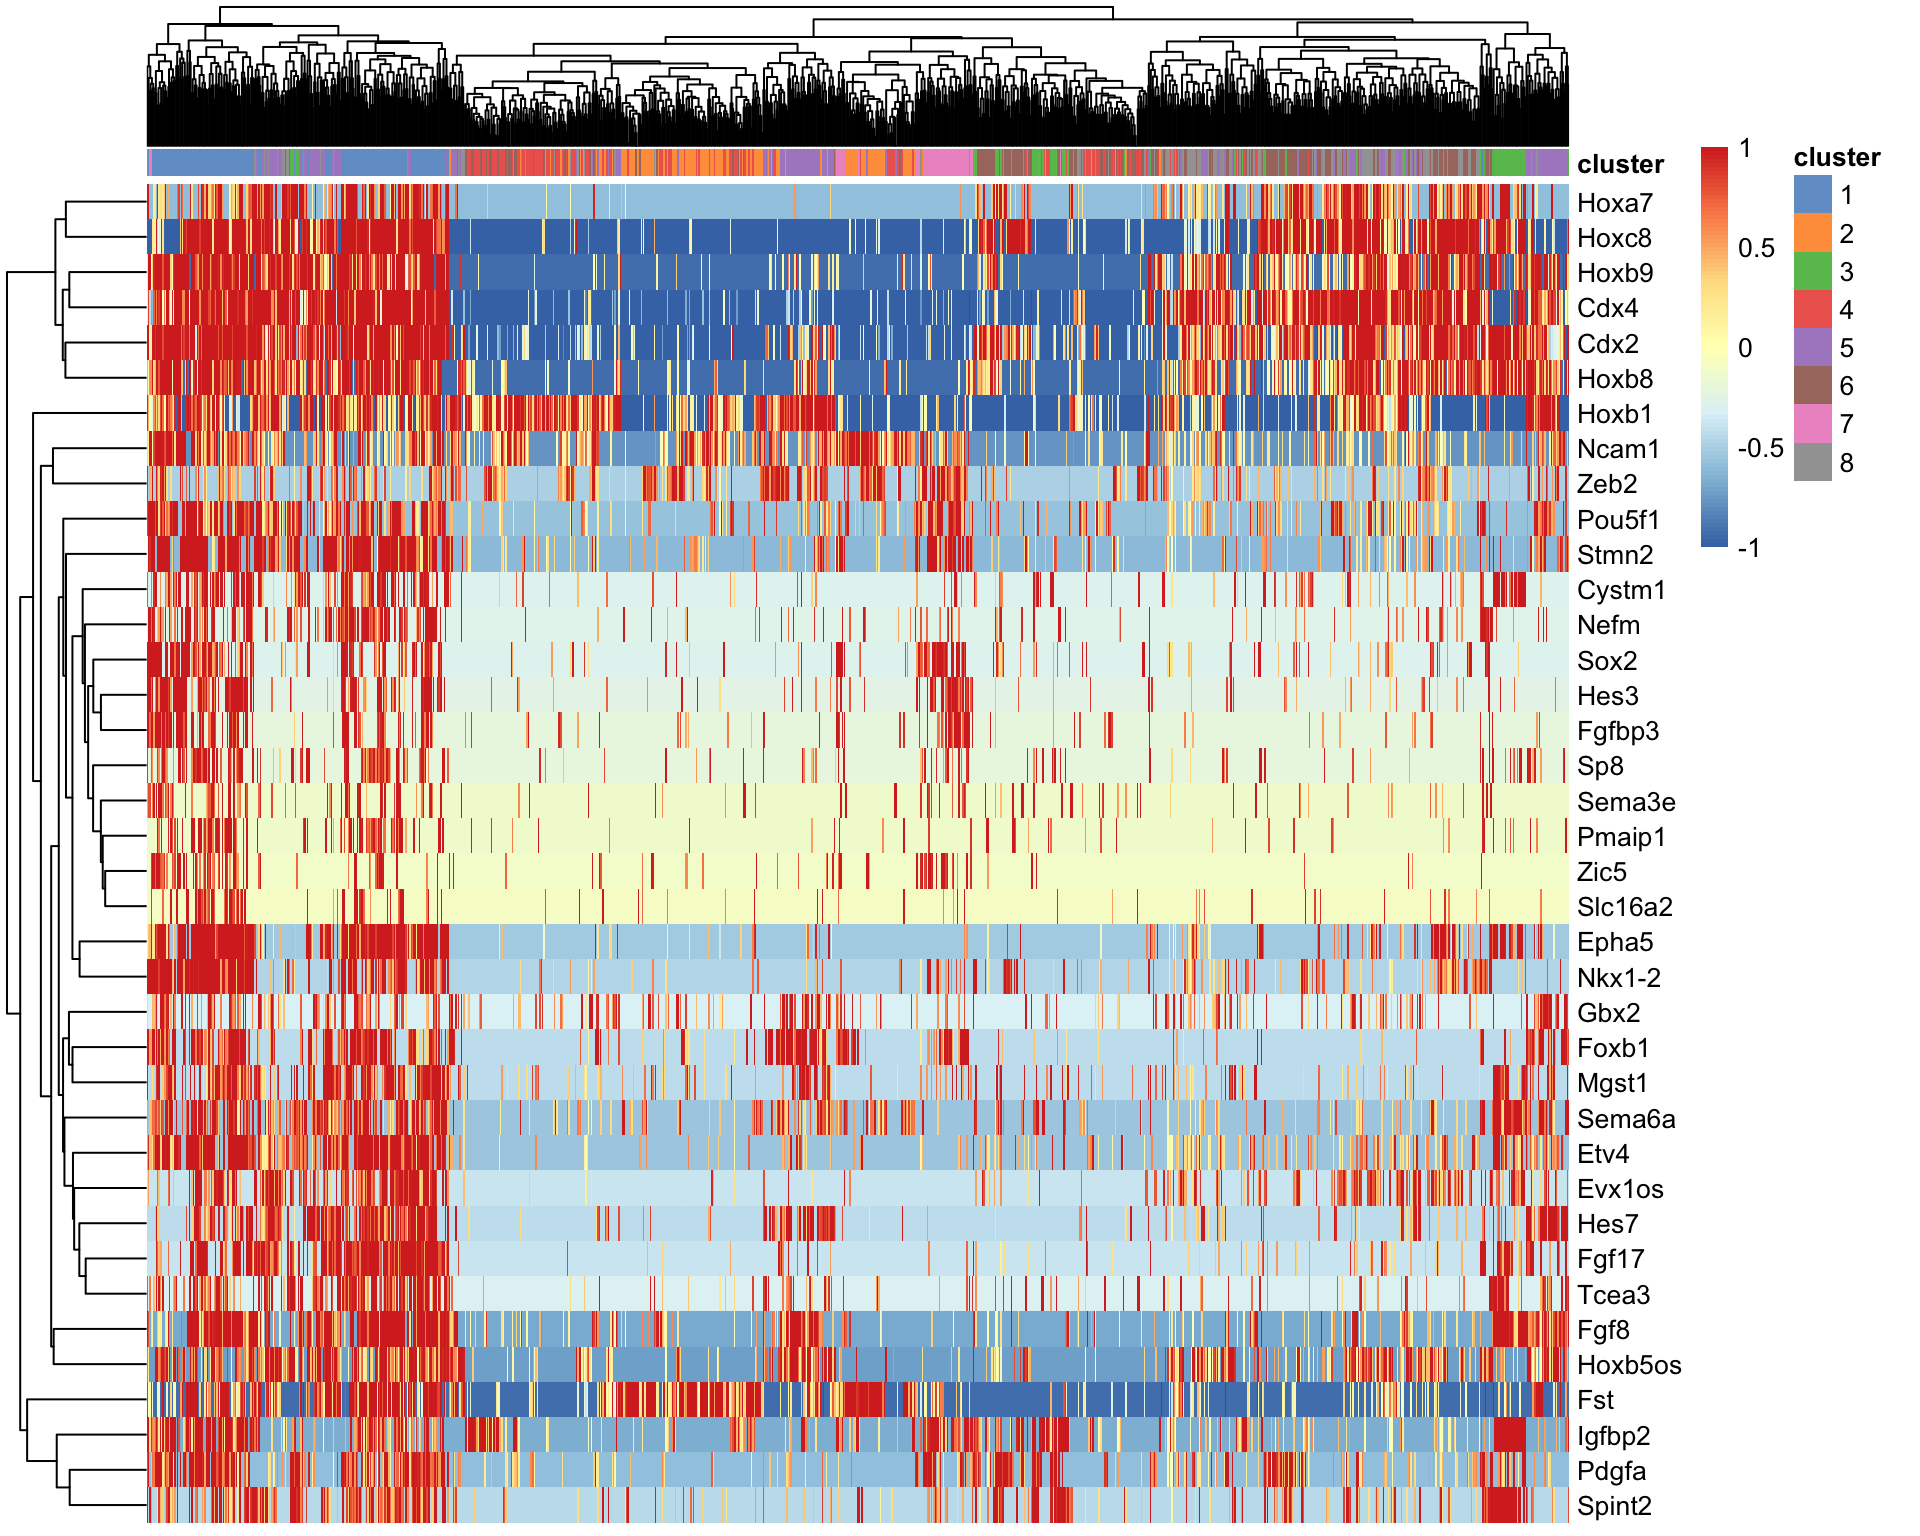 cluster
Hoxa7
Hoxc8
Hoxb9
Cdx4
Cdx2
Hoxb8
Hoxb1
Ncam1
Zeb2
Pou5f1
Stmn2
Cystm1
Nefm
Sox2
Hes3
Fgfbp3
Sp8
Sema3e
Pmaip1
Zic5
Slc16a2
Epha5
Nkx1-2
Gbx2
Foxb1
Mgst1
Sema6a
Etv4
Evx1os
Hes7
Fgf17
Tcea3
Fgf8
Hoxb5os
Fst
Igfbp2
Pdgfa
Spint2
1
0.5
0
-0.5
-1
cluster
1
2
3
4
5
6
7
8